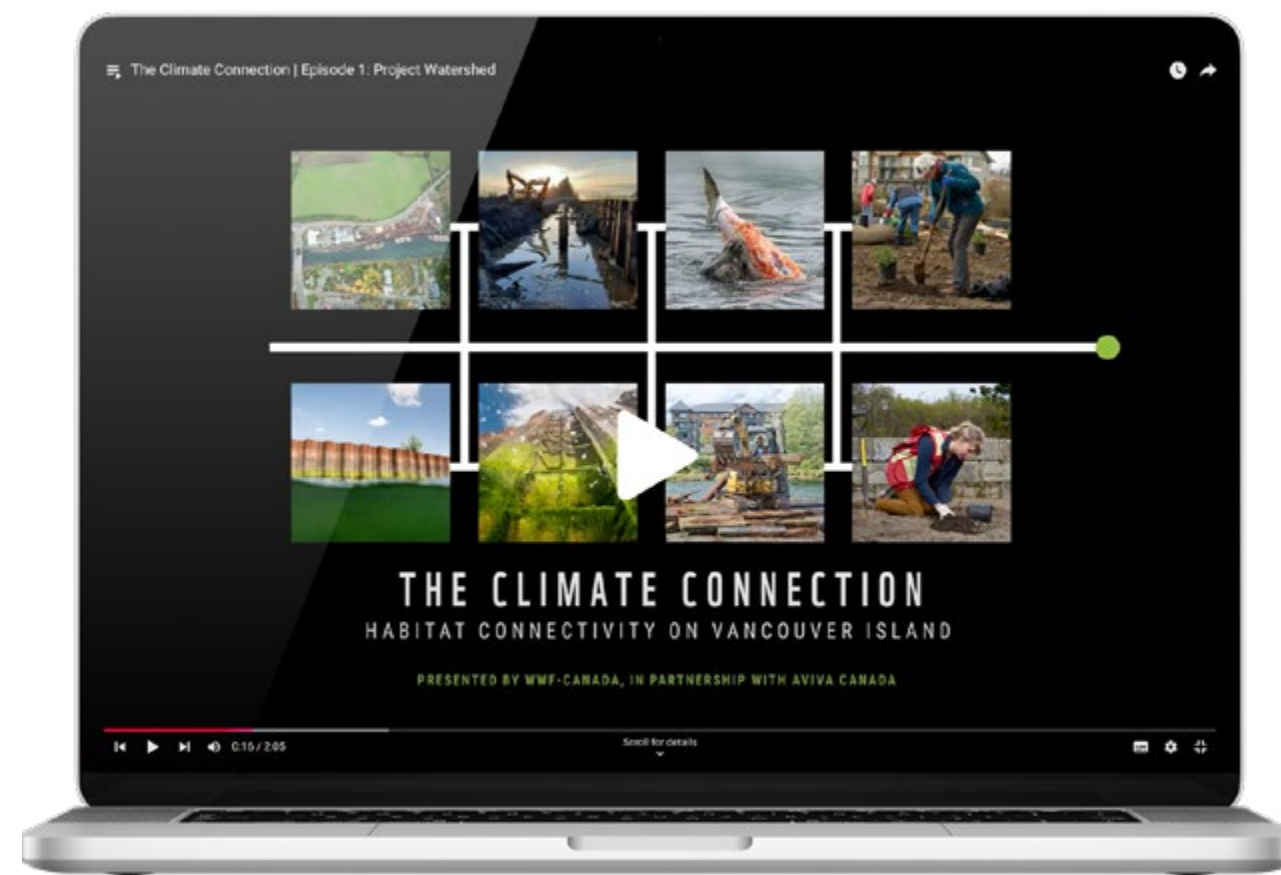 The Climate Connection | Episode 1: Project Watershed
THE CLIMATE CONNECTION
HABITAT CONNECTIVITY ON VANCOUVER ISLAND
PRESENTED BY WWF-CANADA, IN PARTNERSHIP WITH AVIVA CANADA
0:16 / 2:05
Scroll for details